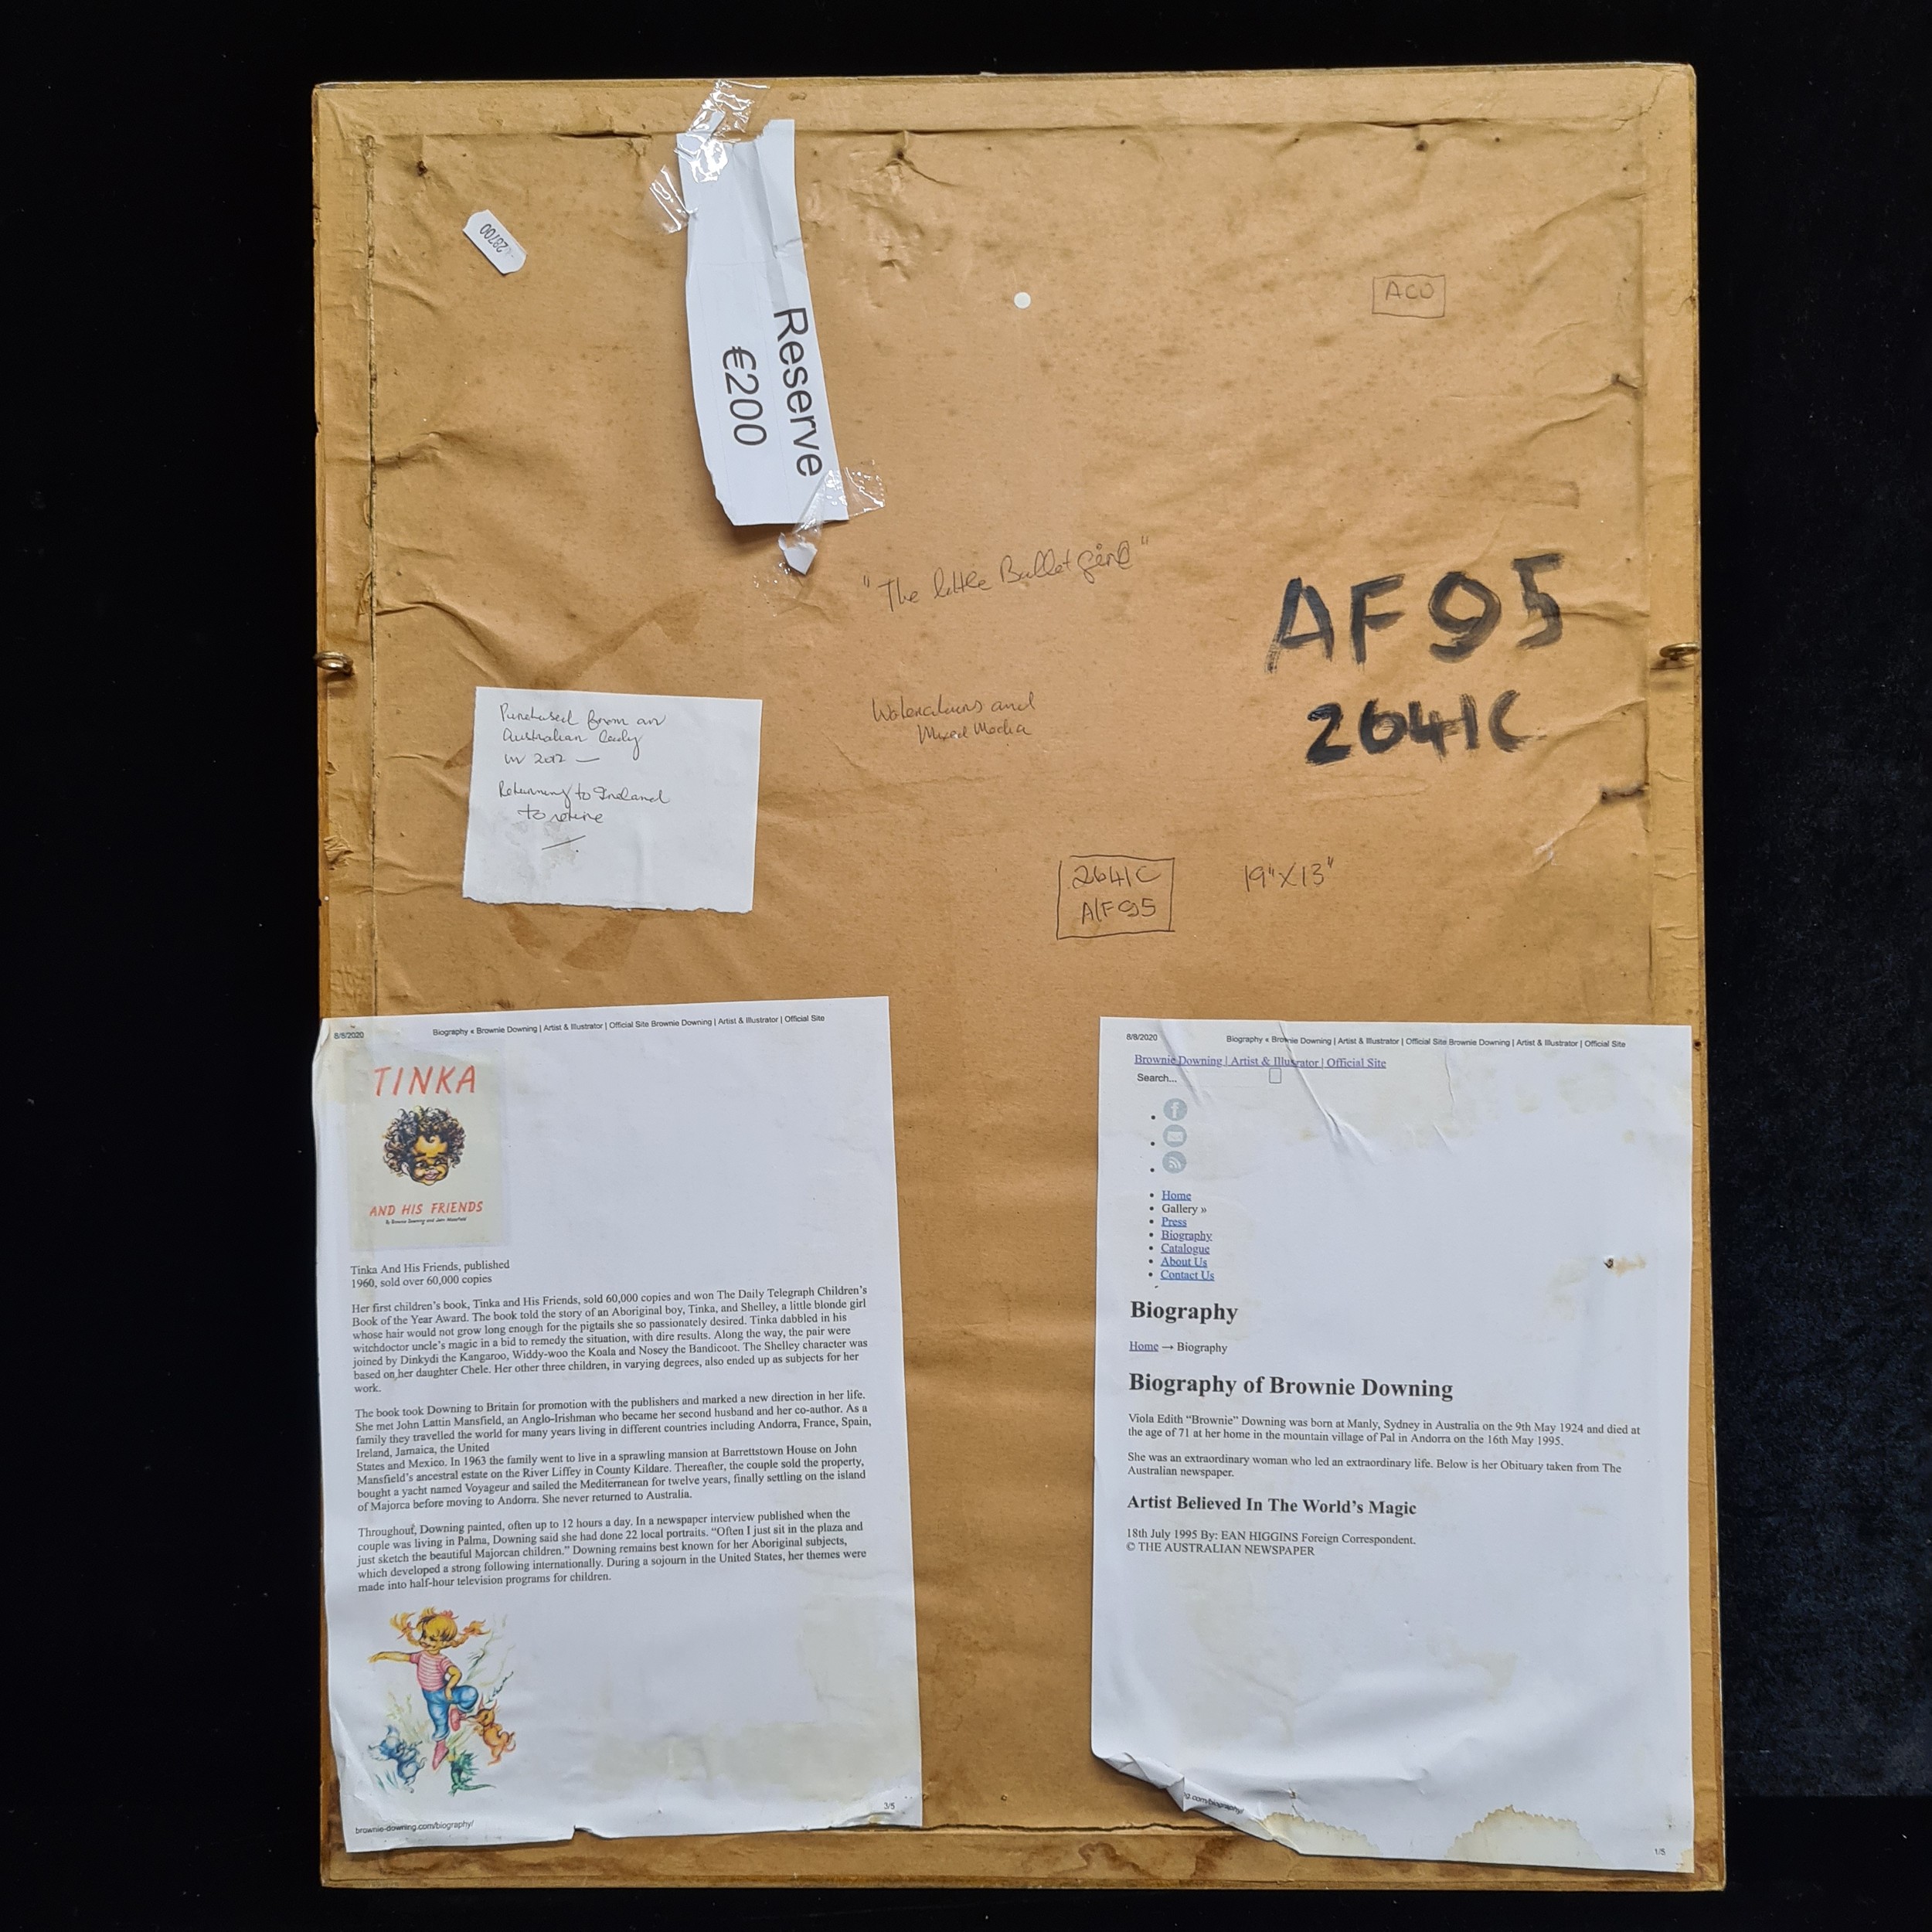 28700
Reserve
€200
ACO
"The little Ballet Girl"
AF95
2641C
Purchased from an
Australian lady
in 2012 —
Returning to Ireland
to retire
Watercolours and
Mixed Media
2641C
A/F95
19"X13"
8/8/2020
Biography « Brownie Downing | Artist & Illustrator | Official Site Brownie Downing | Artist & Illustrator | Official Site
TINKA
AND HIS FRIENDS
By Brownie Downing and John Mansfield
Tinka And His Friends, published
1960, sold over 60,000 copies
Her first children's book, Tinka and His Friends, sold 60,000 copies and won The Daily Telegraph Children's
Book of the Year Award. The book told the story of an Aboriginal boy, Tinka, and Shelley, a little blonde girl
whose hair would not grow long enough for the pigtails she so passionately desired. Tinka dabbled in his
witchdoctor uncle's magic in a bid to remedy the situation, with dire results. Along the way, the pair were
joined by Dinkydi the Kangaroo, Widdy-woo the Koala and Nosey the Bandicoot. The Shelley character was
based on her daughter Chele. Her other three children, in varying degrees, also ended up as subjects for her
work.
The book took Downing to Britain for promotion with the publishers and marked a new direction in her life.
She met John Lattin Mansfield, an Anglo-Irishman who became her second husband and her co-author. As a
family they travelled the world for many years living in different countries including Andorra, France, Spain,
Ireland, Jamaica, the United
States and Mexico. In 1963 the family went to live in a sprawling mansion at Barrettstown House on John
Mansfield's ancestral estate on the River Liffey in County Kildare. Thereafter, the couple sold the property,
bought a yacht named Voyageur and sailed the Mediterranean for twelve years, finally settling on the island
of Majorca before moving to Andorra. She never returned to Australia.
Throughout, Downing painted, often up to 12 hours a day. In a newspaper interview published when the
couple was living in Palma, Downing said she had done 22 local portraits. "Often I just sit in the plaza and
just sketch the beautiful Majorcan children." Downing remains best known for her Aboriginal subjects,
which developed a strong following internationally. During a sojourn in the United States, her themes were
made into half-hour television programs for children.
brownie-downing.com/biography/
3/5
8/8/2020
Biography « Brownie Downing | Artist & Illustrator | Official Site Brownie Downing | Artist & Illustrator | Official Site
Brownie Downing | Artist & Illustrator | Official Site
Search...
Home
Gallery »
Press
Biography
Catalogue
About Us
Contact Us
Biography
Home → Biography
Biography of Brownie Downing
Viola Edith "Brownie" Downing was born at Manly, Sydney in Australia on the 9th May 1924 and died at
the age of 71 at her home in the mountain village of Pal in Andorra on the 16th May 1995.
She was an extraordinary woman who led an extraordinary life. Below is her Obituary taken from The
Australian newspaper.
Artist Believed In The World's Magic
18th July 1995 By: EAN HIGGINS Foreign Correspondent.
© THE AUSTRALIAN NEWSPAPER
g.com/biography/
1/5